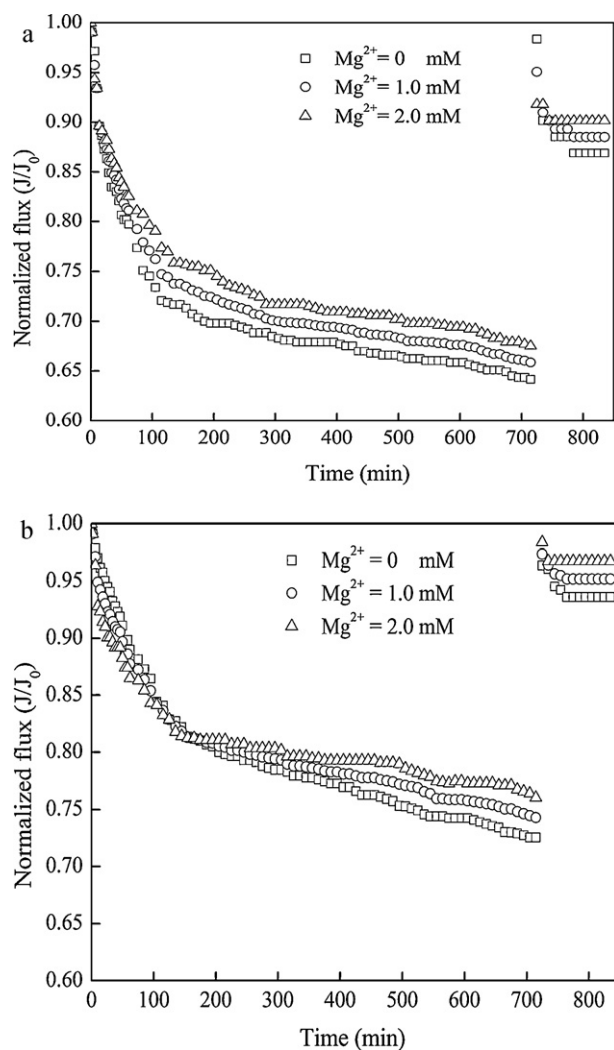 a
1.00
0.95
0.90
0.85
0.80
0.75
0.70
0.65
0.60
Normalized flux (J/J₀)
Mg²⁺ = 0 mM
Mg²⁺ = 1.0 mM
Mg²⁺ = 2.0 mM
0 100 200 300 400 500 600 700 800
Time (min)
b
1.00
0.95
0.90
0.85
0.80
0.75
0.70
0.65
0.60
Normalized flux (J/J₀)
Mg²⁺ = 0 mM
Mg²⁺ = 1.0 mM
Mg²⁺ = 2.0 mM
0 100 200 300 400 500 600 700 800
Time (min)